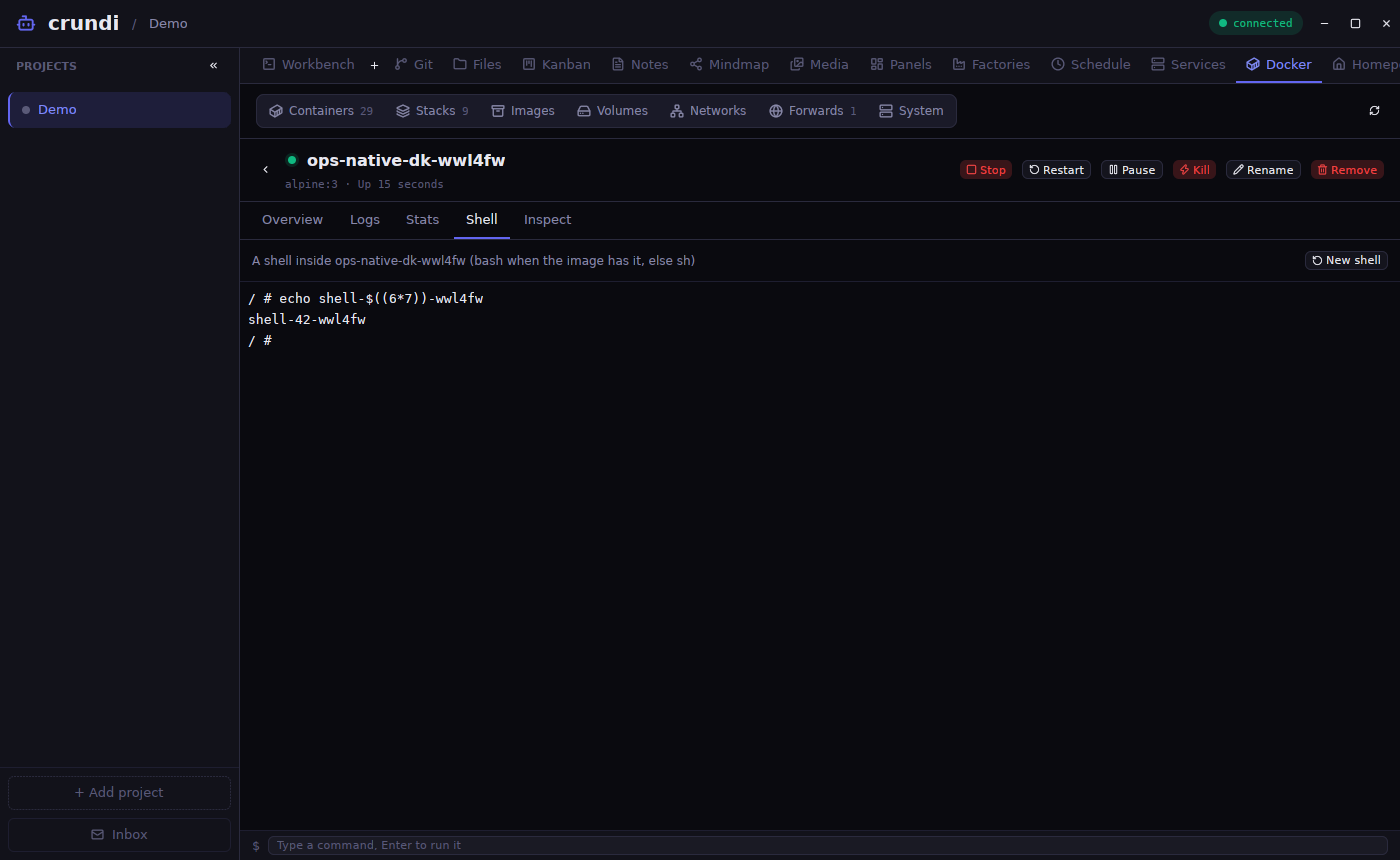 crundi / Demo
connected
PROJECTS «
Demo
+ Add project
Inbox
Workbench + Git Files Kanban Notes Mindmap Media Panels Factories Schedule Services Docker Homep
Containers 29 Stacks 9 Images Volumes Networks Forwards 1 System
ops-native-dk-wwl4fw
alpine:3 · Up 15 seconds
Stop Restart Pause Kill Rename Remove
Overview Logs Stats Shell Inspect
A shell inside ops-native-dk-wwl4fw (bash when the image has it, else sh)
New shell
/ # echo shell-$((6*7))-wwl4fw
shell-42-wwl4fw
/ #
$ Type a command, Enter to run it